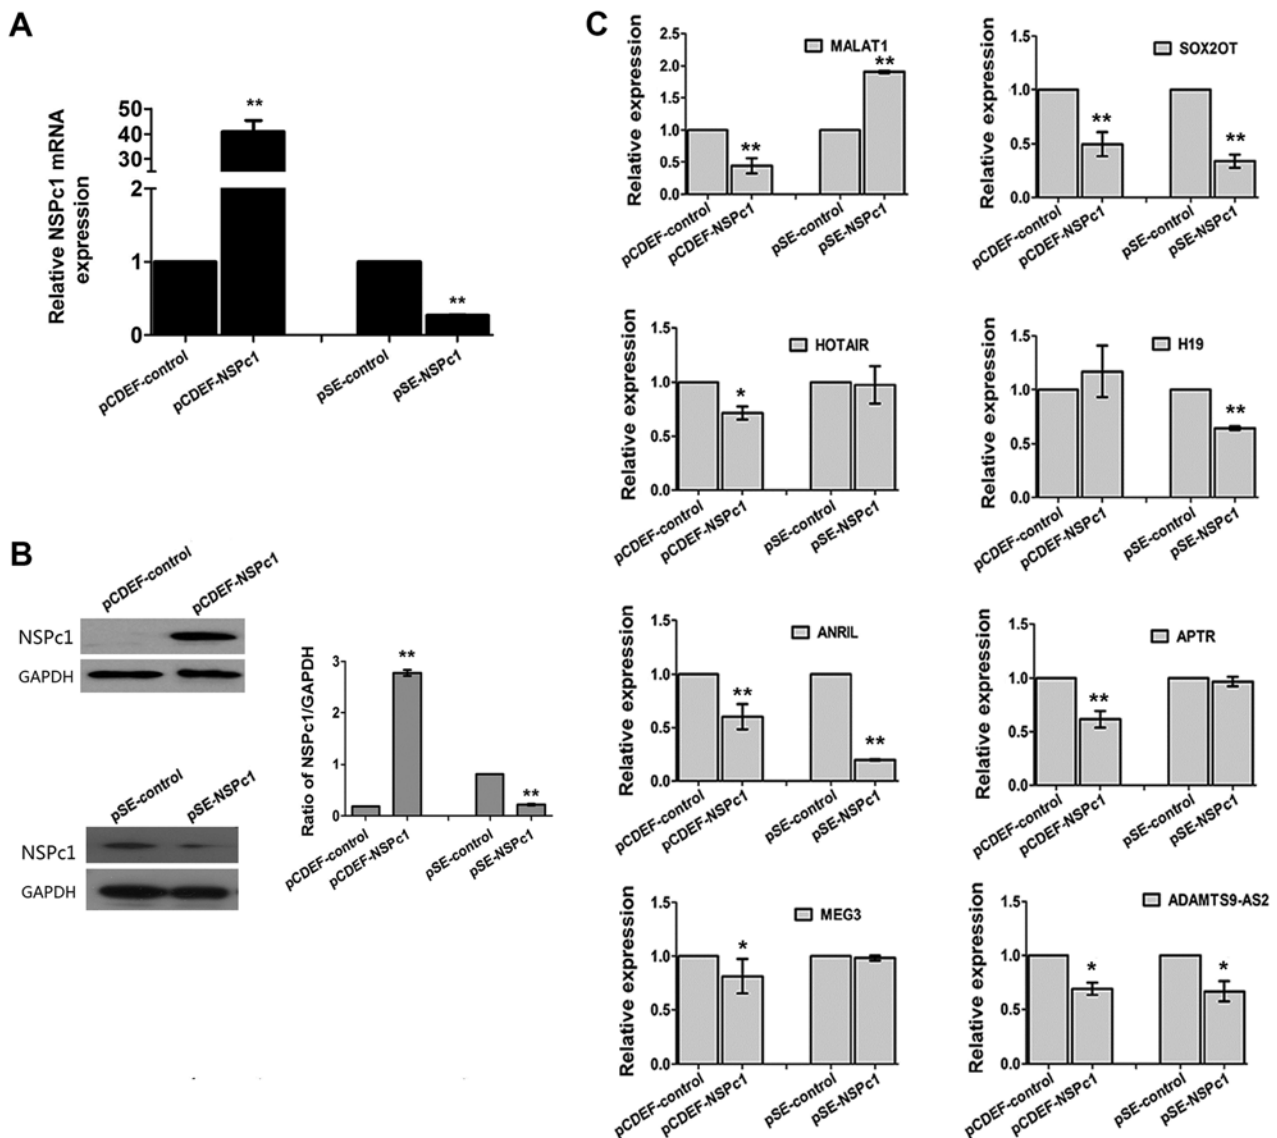 A
Relative NSPc1 mRNA
expression
50
40
30
2
1
0
**
**
pCDEF-control
pCDEF-NSPc1
pSE-control
pSE-NSPc1
B
pCDEF-control
pCDEF-NSPc1
NSPc1
GAPDH
pSE-control
pSE-NSPc1
NSPc1
GAPDH
Ratio of NSPc1/GAPDH
3
2
1
0
**
**
pCDEF-control
pCDEF-NSPc1
pSE-control
pSE-NSPc1
C
Relative expression
2.5
2.0
1.5
1.0
0.5
0.0
MALAT1
**
**
pCDEF-control
pCDEF-NSPc1
pSE-control
pSE-NSPc1
Relative expression
1.5
1.0
0.5
0.0
SOX2OT
**
**
pCDEF-control
pCDEF-NSPc1
pSE-control
pSE-NSPc1
Relative expression
1.5
1.0
0.5
0.0
HOTAIR
*
pCDEF-control
pCDEF-NSPc1
pSE-control
pSE-NSPc1
Relative expression
1.5
1.0
0.5
0.0
H19
**
pCDEF-control
pCDEF-NSPc1
pSE-control
pSE-NSPc1
Relative expression
1.5
1.0
0.5
0.0
ANRIL
**
**
pCDEF-control
pCDEF-NSPc1
pSE-control
pSE-NSPc1
Relative expression
1.5
1.0
0.5
0.0
APTR
**
pCDEF-control
pCDEF-NSPc1
pSE-control
pSE-NSPc1
Relative expression
1.5
1.0
0.5
0.0
MEG3
*
pCDEF-control
pCDEF-NSPc1
pSE-control
pSE-NSPc1
Relative expression
1.5
1.0
0.5
0.0
ADAMTS9-AS2
*
*
pCDEF-control
pCDEF-NSPc1
pSE-control
pSE-NSPc1